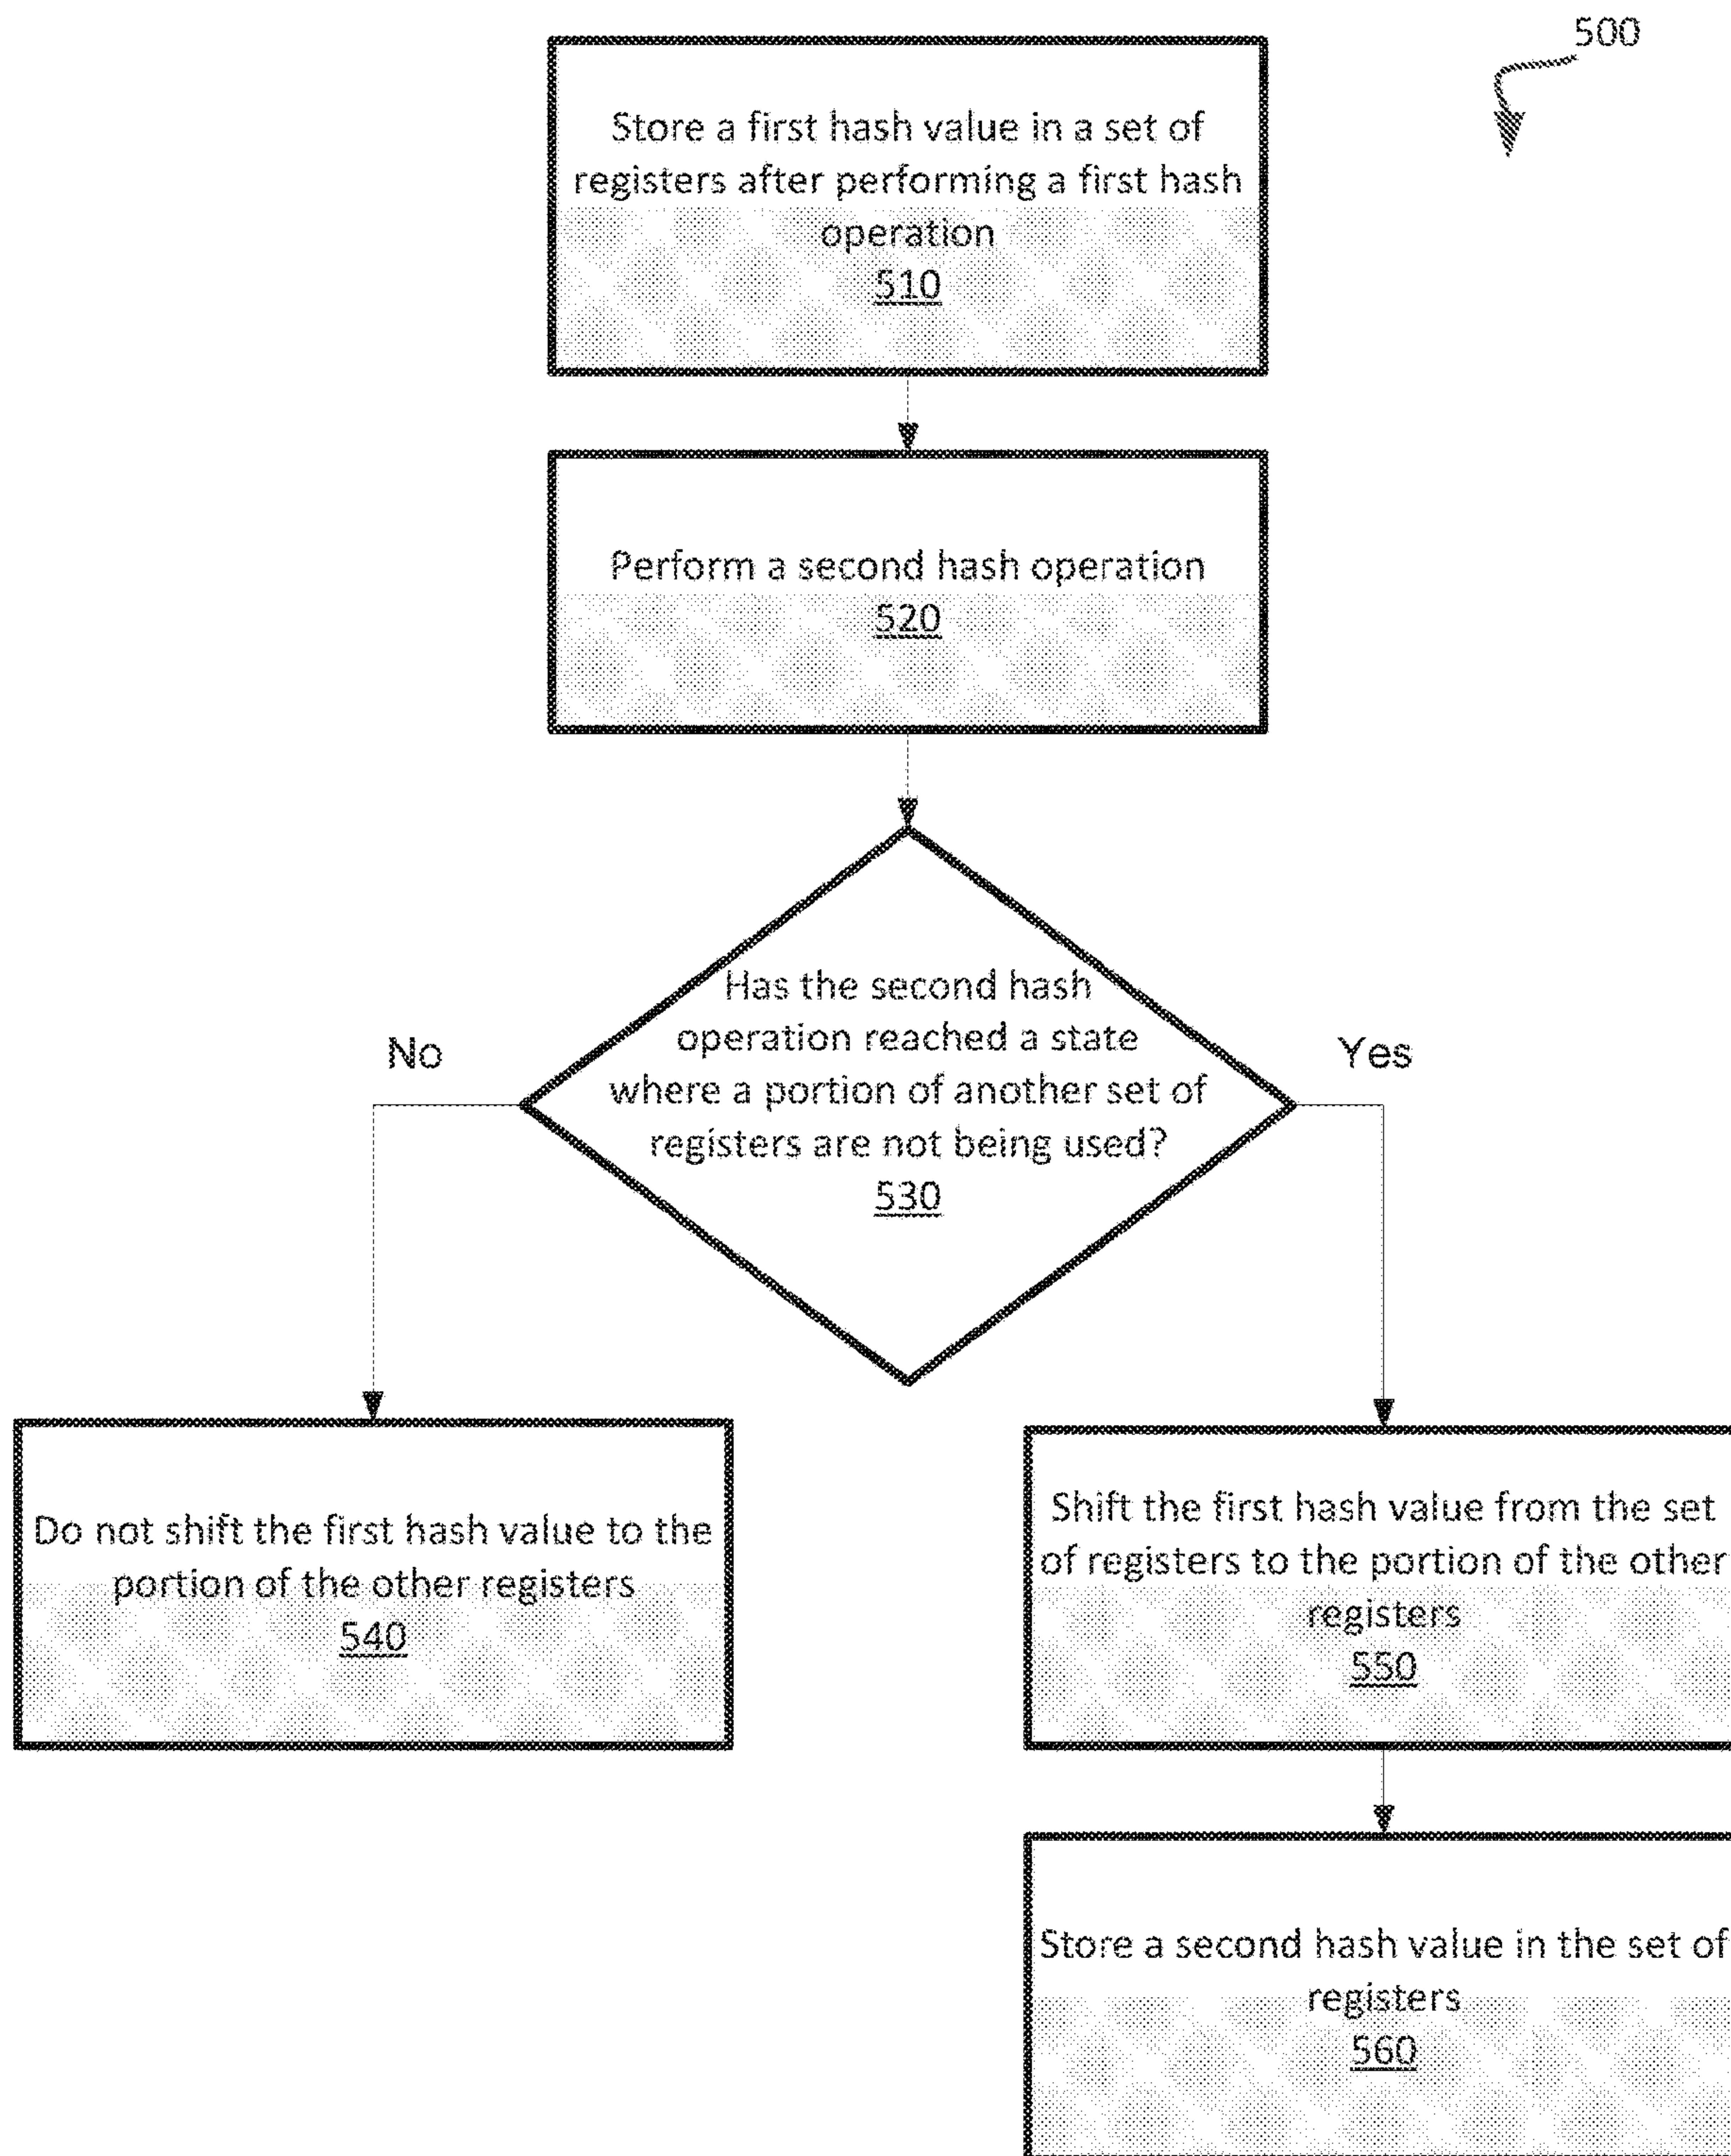 500
Store a first hash value in a set of
registers after performing a first hash
operation
510
Perform a second hash operation
520
Has the second hash
operation reached a state
where a portion of another set of
registers are not being used?
530
No
Yes
Do not shift the first hash value to the
portion of the other registers
540
Shift the first hash value from the set
of registers to the portion of the other
registers
550
Store a second hash value in the set of
registers
560